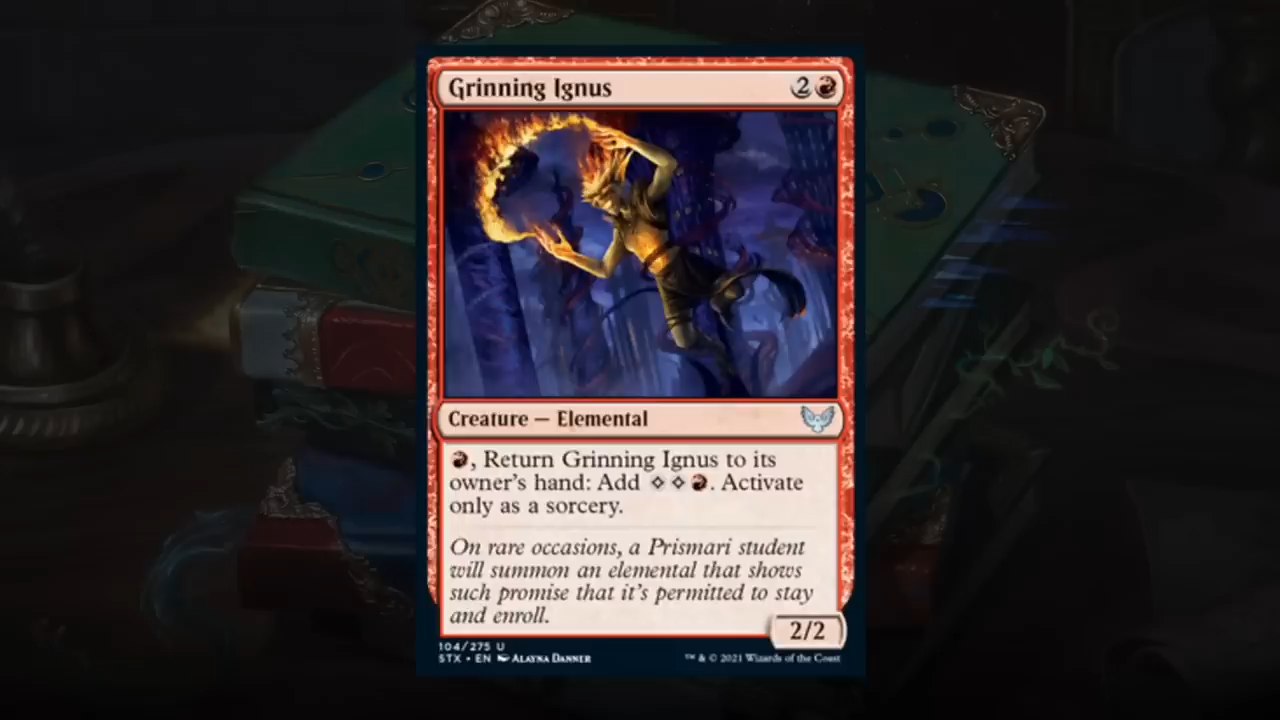 Grinning Ignus 2
Creature — Elemental
, Return Grinning Ignus to its
owner's hand: Add . Activate
only as a sorcery.
On rare occasions, a Prismari student
will summon an elemental that shows
such promise that it's permitted to stay
and enroll.
2/2
104/275 U
STX • EN Alayna Danner
™ & © 2021 Wizards of the Coast